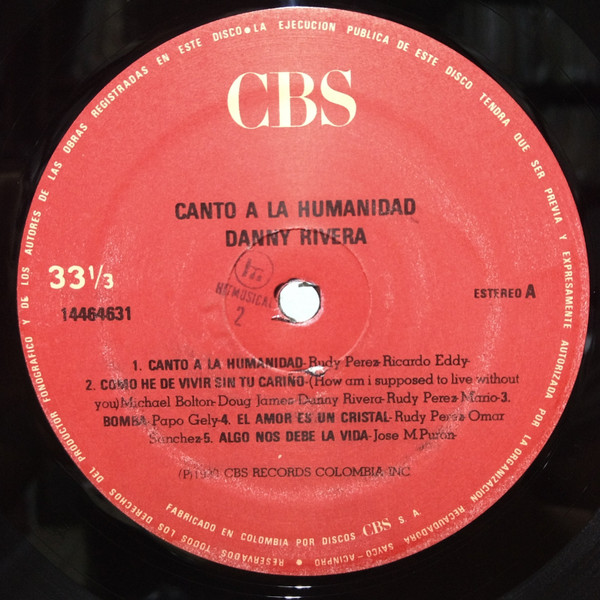 CBS
CANTO A LA HUMANIDAD
DANNY RIVERA
33 1/3
14464631
HIT MUSICAL
2
ESTEREO A
1. CANTO A LA HUMANIDAD-Rudy Perez-Ricardo Eddy-
2. COMO HE DE VIVIR SIN TU CARIÑO-(How am i supposed to live without
you)Michael Bolton-Doug James-Danny Rivera-Rudy Perez-Mario-3.
BOMBA-Papo Gely-4. EL AMOR ES UN CRISTAL-Rudy Perez-Omar
Sanchez-5. ALGO NOS DEBE LA VIDA-Jose M.Puron-
CBS RECORDS COLOMBIA INC
FABRICADO EN COLOMBIA POR DISCOS CBS S. A.
RESERVADOS TODOS LOS DERECHOS DEL PRODUCTOR FONOGRAFICO Y DE LOS AUTORES DE LAS OBRAS REGISTRADAS EN ESTE DISCO●LA EJECUCION PUBLICA DE ESTE DISCO TENDRA QUE SER PREVIA Y EXPRESAMENTE AUTORIZADA POR LA ORGANIZACION RECAUDADORA SAYCO-ACINPRO ●